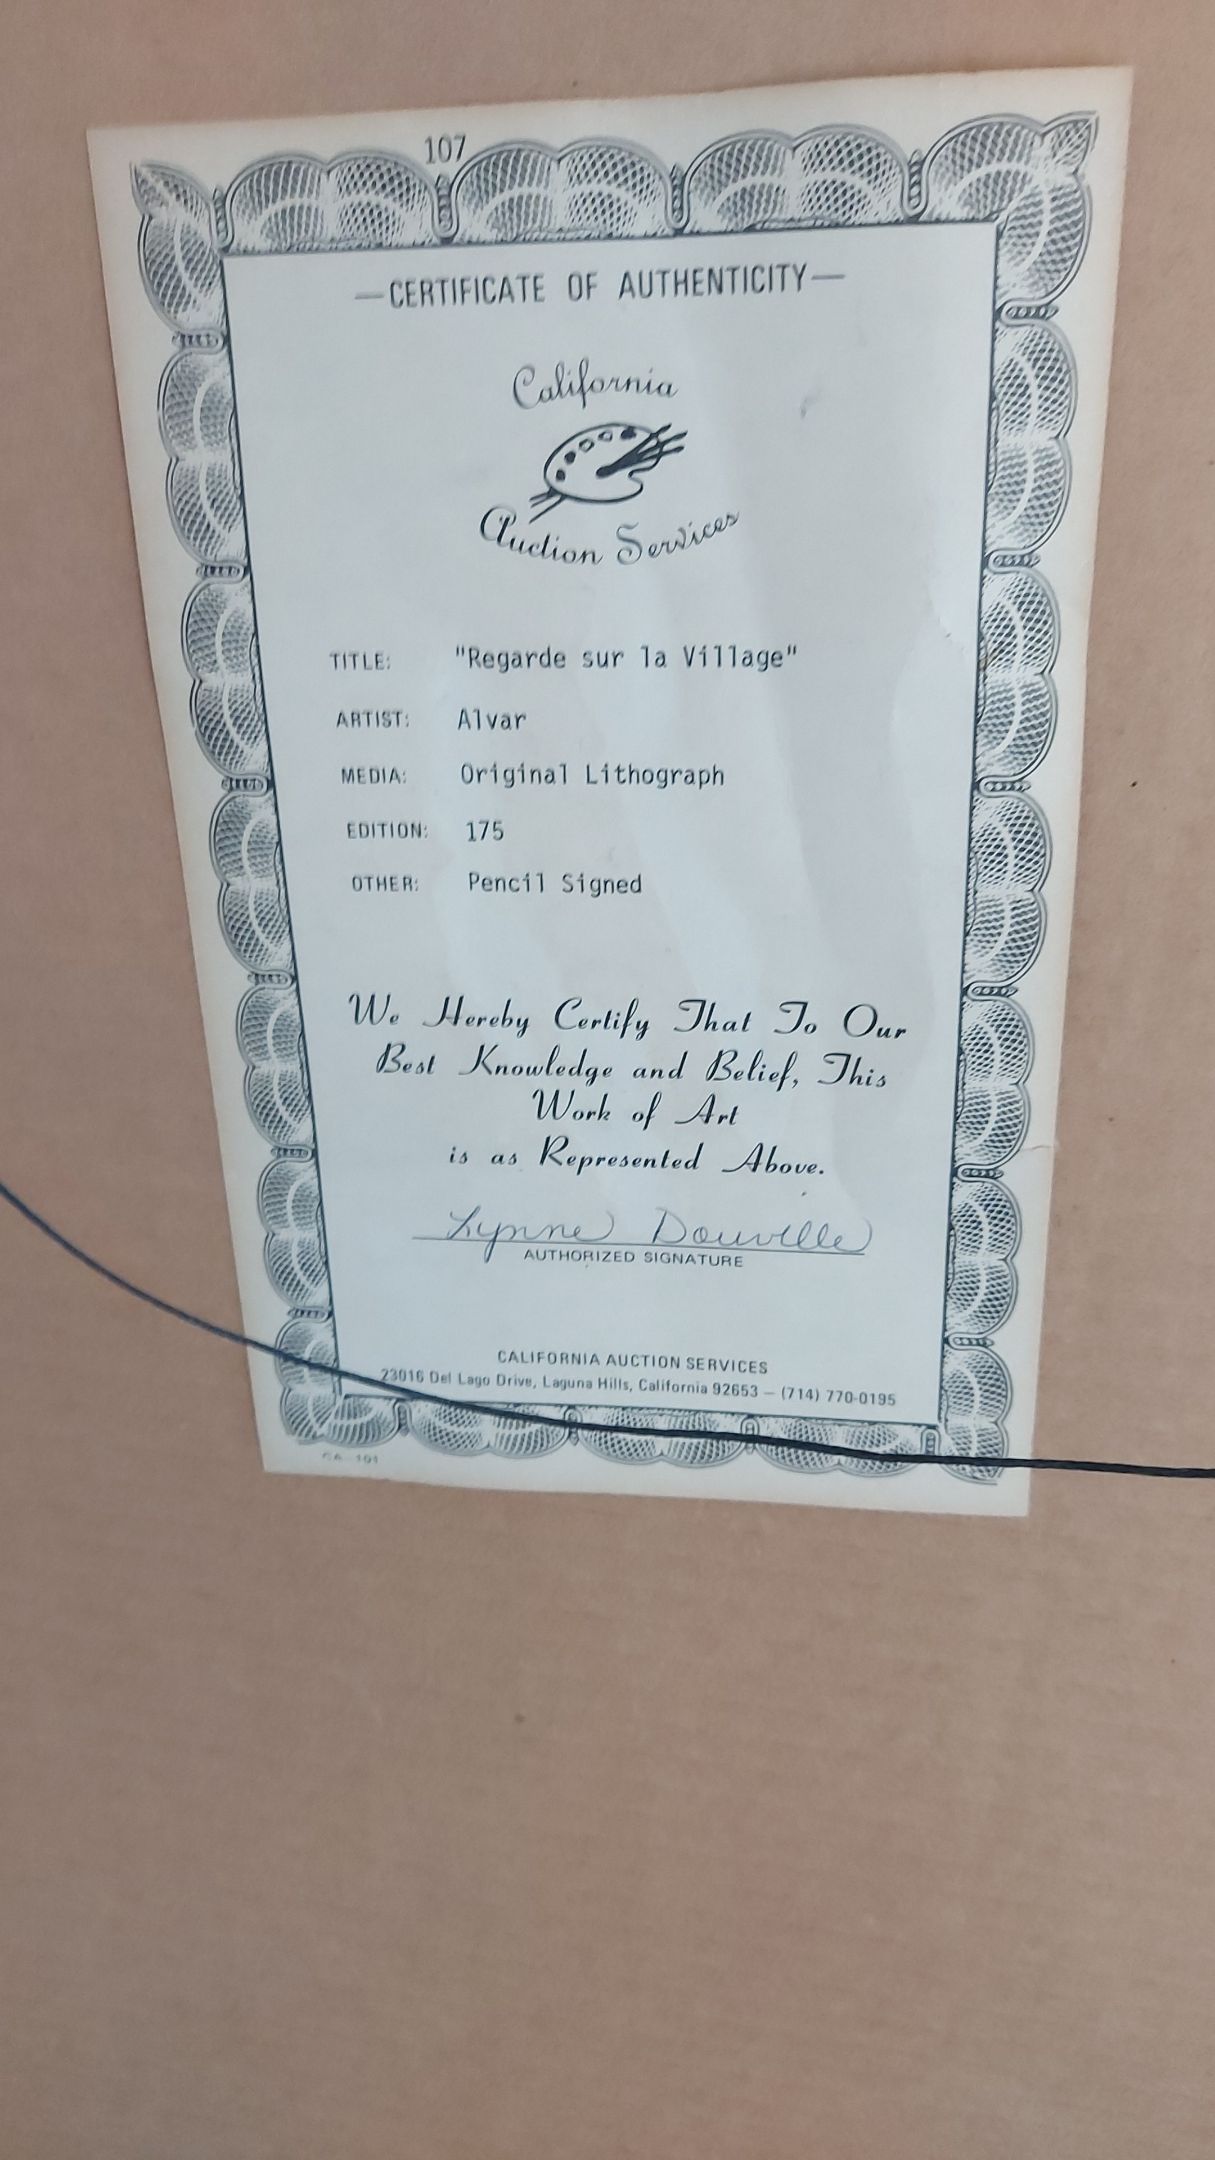 107
—CERTIFICATE OF AUTHENTICITY—
California
Auction Services
TITLE: "Regarde sur la Village"
ARTIST: Alvar
MEDIA: Original Lithograph
EDITION: 175
OTHER: Pencil Signed
We Hereby Certify That To Our
Best Knowledge and Belief, This
Work of Art
is as Represented Above.
Lynne Douville
AUTHORIZED SIGNATURE
CALIFORNIA AUCTION SERVICES
23016 Del Lago Drive, Laguna Hills, California 92653 – (714) 770-0195
CA-101